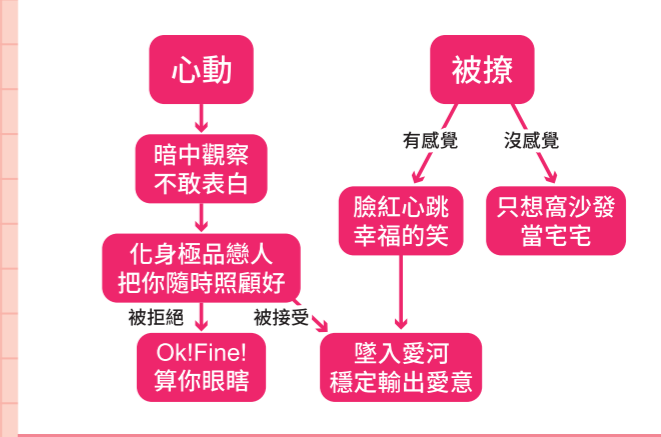 心動
被撩
有感覺
沒感覺
暗中觀察
不敢表白
臉紅心跳
幸福的笑
只想窩沙發
當宅宅
化身極品戀人
把你隨時照顧好
被拒絕
被接受
Ok!Fine!
算你眼瞎
墜入愛河
穩定輸出愛意